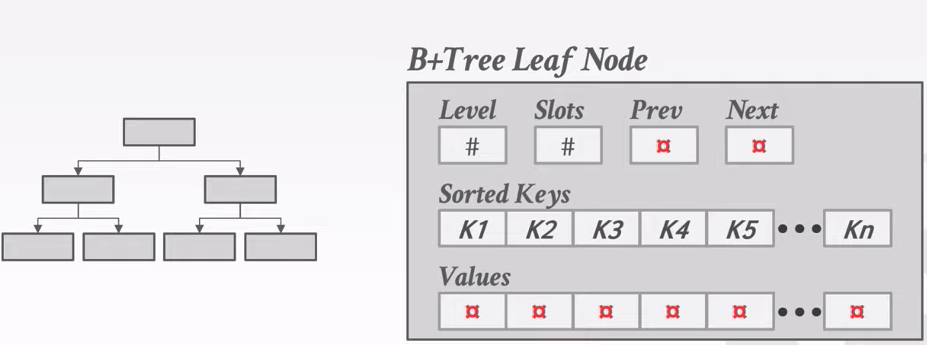 B+Tree Leaf Node
Level Slots Prev Next
# # ¤ ¤
Sorted Keys
K1 K2 K3 K4 K5 ••• Kn
Values
¤ ¤ ¤ ¤ ¤ ••• ¤